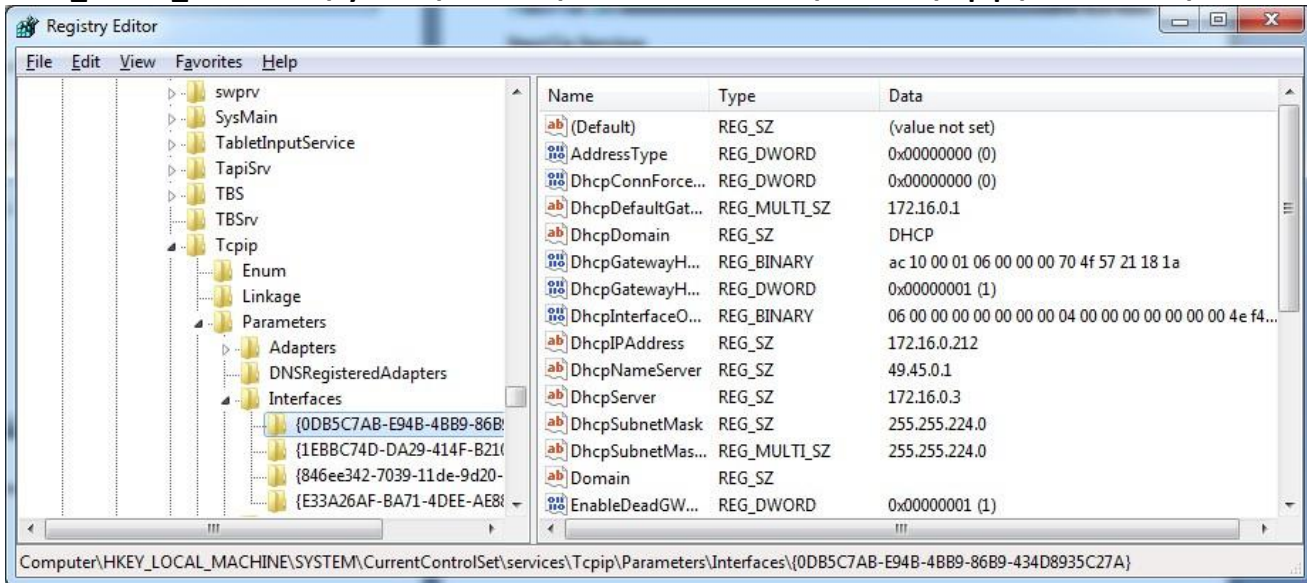 Registry Editor
File Edit View Favorites Help
swprv
SysMain
TabletInputService
TapiSrv
TBS
TBSrv
Tcpip
Enum
Linkage
Parameters
Adapters
DNSRegisteredAdapters
Interfaces
{0DB5C7AB-E94B-4BB9-86B
{1EBBC74D-DA29-414F-B21
{846ee342-7039-11de-9d20-
{E33A26AF-BA71-4DEE-AE8
Name Type Data
(Default) REG_SZ (value not set)
AddressType REG_DWORD 0x00000000 (0)
DhcpConnForce... REG_DWORD 0x00000000 (0)
DhcpDefaultGat... REG_MULTI_SZ 172.16.0.1
DhcpDomain REG_SZ DHCP
DhcpGatewayH... REG_BINARY ac 10 00 01 06 00 00 00 70 4f 57 21 18 1a
DhcpGatewayH... REG_DWORD 0x00000001 (1)
DhcpInterfaceO... REG_BINARY 06 00 00 00 00 00 00 00 04 00 00 00 00 00 00 00 4e f4...
DhcpIPAddress REG_SZ 172.16.0.212
DhcpNameServer REG_SZ 49.45.0.1
DhcpServer REG_SZ 172.16.0.3
DhcpSubnetMask REG_SZ 255.255.224.0
DhcpSubnetMas... REG_MULTI_SZ 255.255.224.0
Domain REG_SZ
EnableDeadGW... REG_DWORD 0x00000001 (1)
Computer\HKEY_LOCAL_MACHINE\SYSTEM\CurrentControlSet\services\Tcpip\Parameters\Interfaces\{0DB5C7AB-E94B-4BB9-86B9-434D8935C27A}